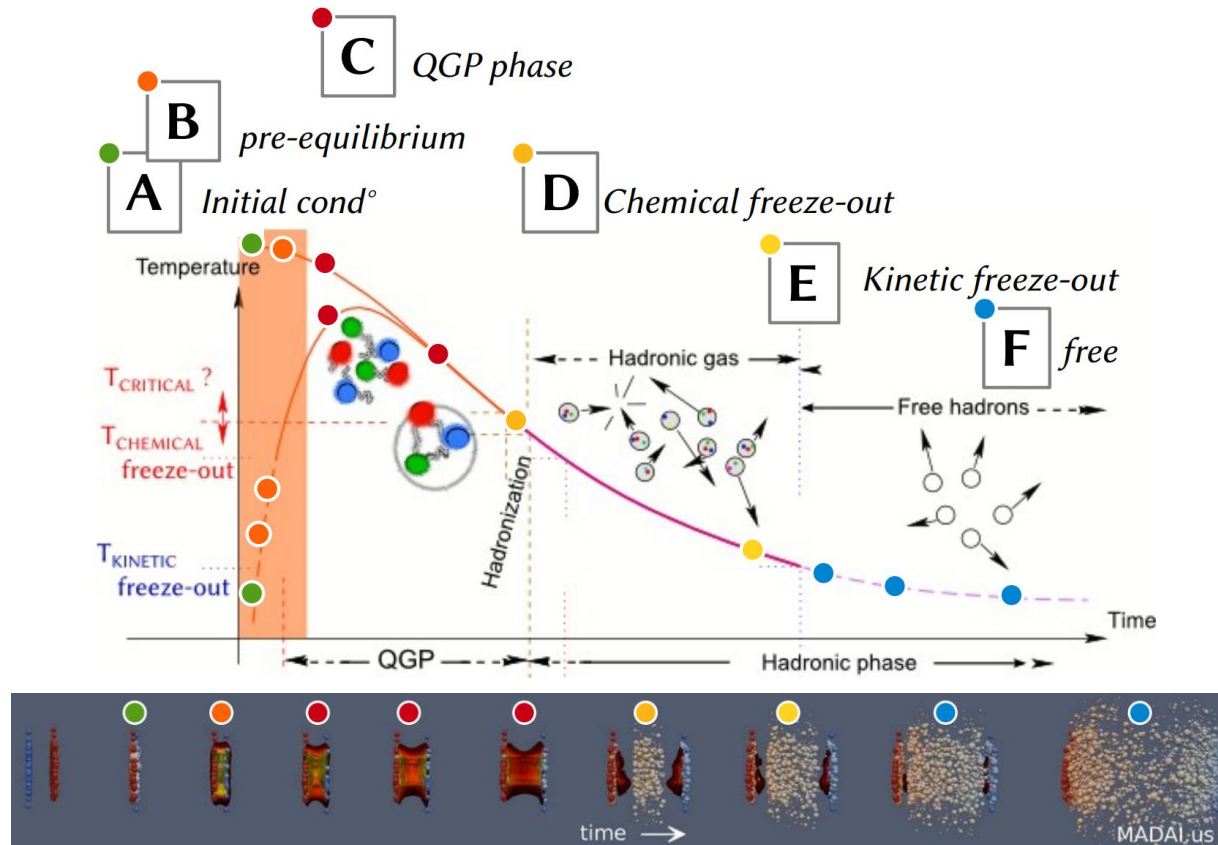 C
QGP phase
B
pre-equilibrium
A
Initial cond°
D
Chemical freeze-out
E
Kinetic freeze-out
F
free
Temperature
Hadronic gas
Free hadrons
TCRITICAL ?
TCHEMICAL
freeze-out
Hadronization
TKINETIC
freeze-out
Time
QGP
Hadronic phase
time
MADAI.us